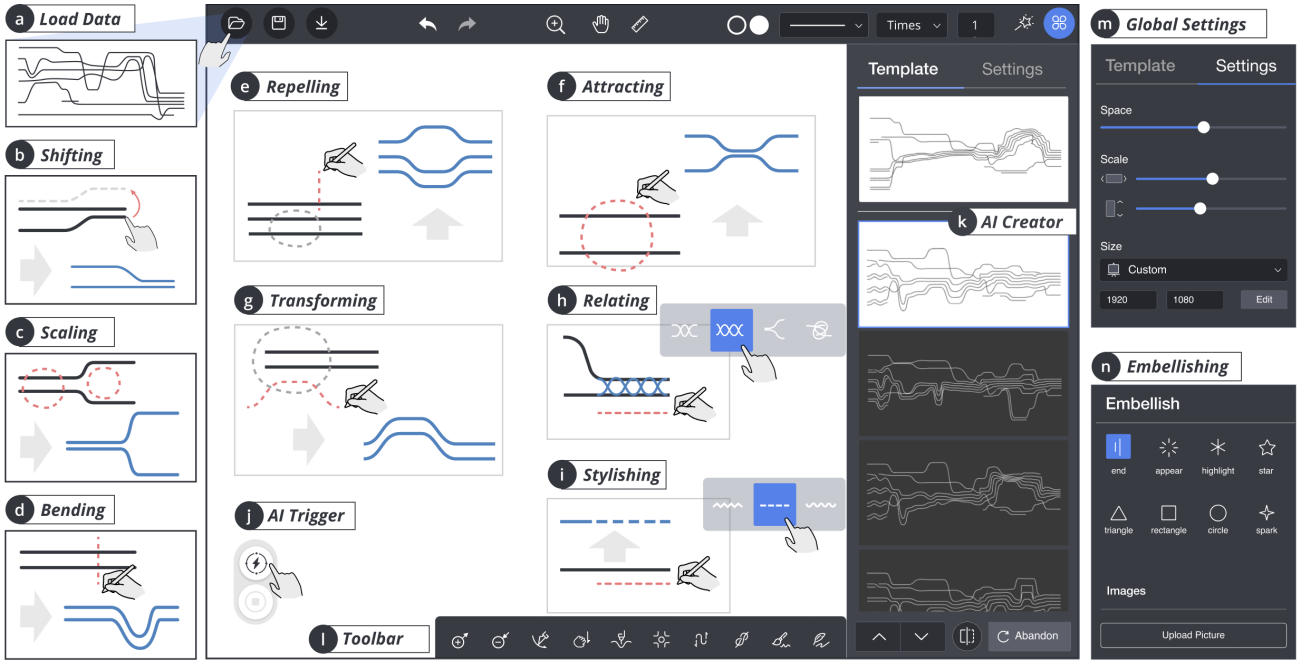 a Load Data
b Shifting
c Scaling
d Bending
Times
1
e Repelling
f Attracting
g Transforming
h Relating
i Stylishing
j AI Trigger
l Toolbar
Template Settings
k AI Creator
Abandon
m Global Settings
Template Settings
Space
Scale
Size
Custom
1920 1080 Edit
n Embellishing
Embellish
end appear highlight star
triangle rectangle circle spark
Images
Upload Picture